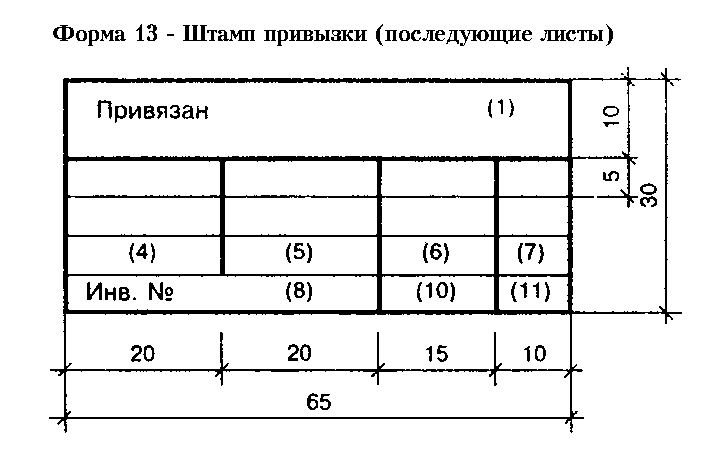 Форма 13 - Штамп привызки (последующие листы)
Привязан (1)
10
5
30
(4) (5) (6) (7)
Инв. № (8) (10) (11)
20 20 15 10
65